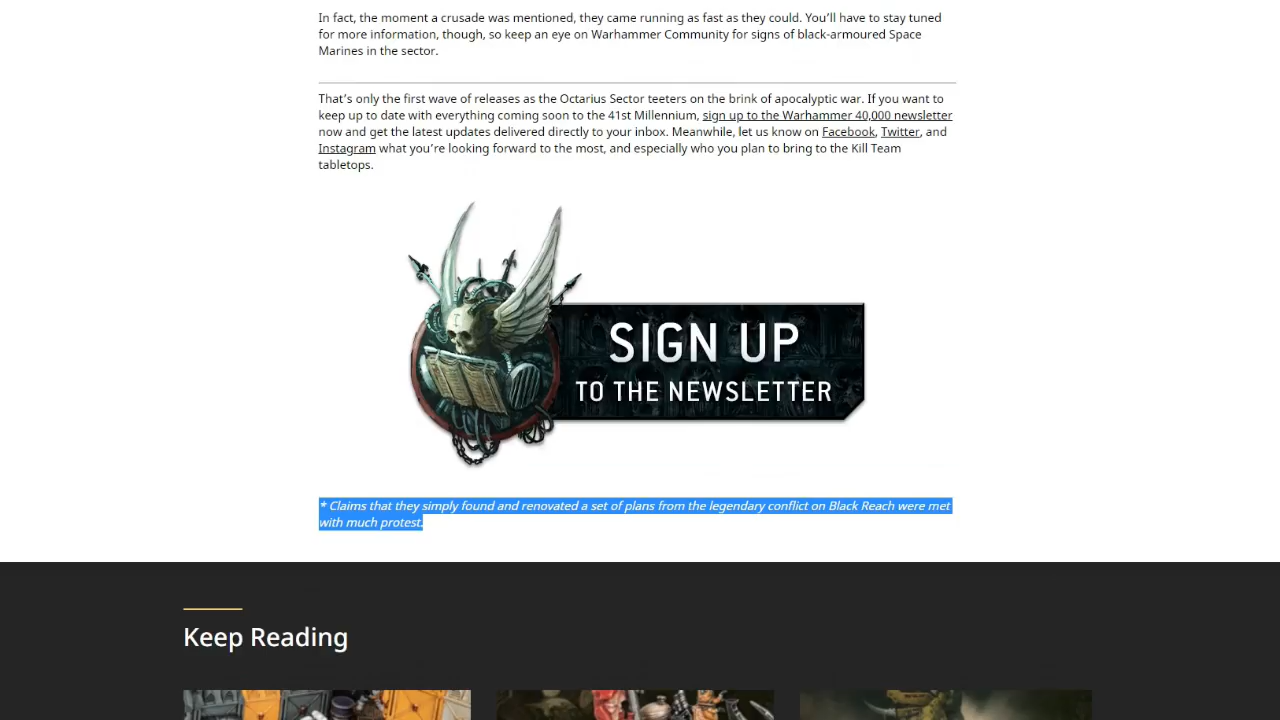 In fact, the moment a crusade was mentioned, they came running as fast as they could. You’ll have to stay tuned
for more information, though, so keep an eye on Warhammer Community for signs of black-armoured Space
Marines in the sector.
That’s only the first wave of releases as the Octarius Sector teeters on the brink of apocalyptic war. If you want to
keep up to date with everything coming soon to the 41st Millennium, sign up to the Warhammer 40,000 newsletter
now and get the latest updates delivered directly to your inbox. Meanwhile, let us know on Facebook, Twitter, and
Instagram what you’re looking forward to the most, and especially who you plan to bring to the Kill Team
tabletops.
SIGN UP
TO THE NEWSLETTER
* Claims that they simply found and renovated a set of plans from the legendary conflict on Black Reach were met
with much protest.
Keep Reading